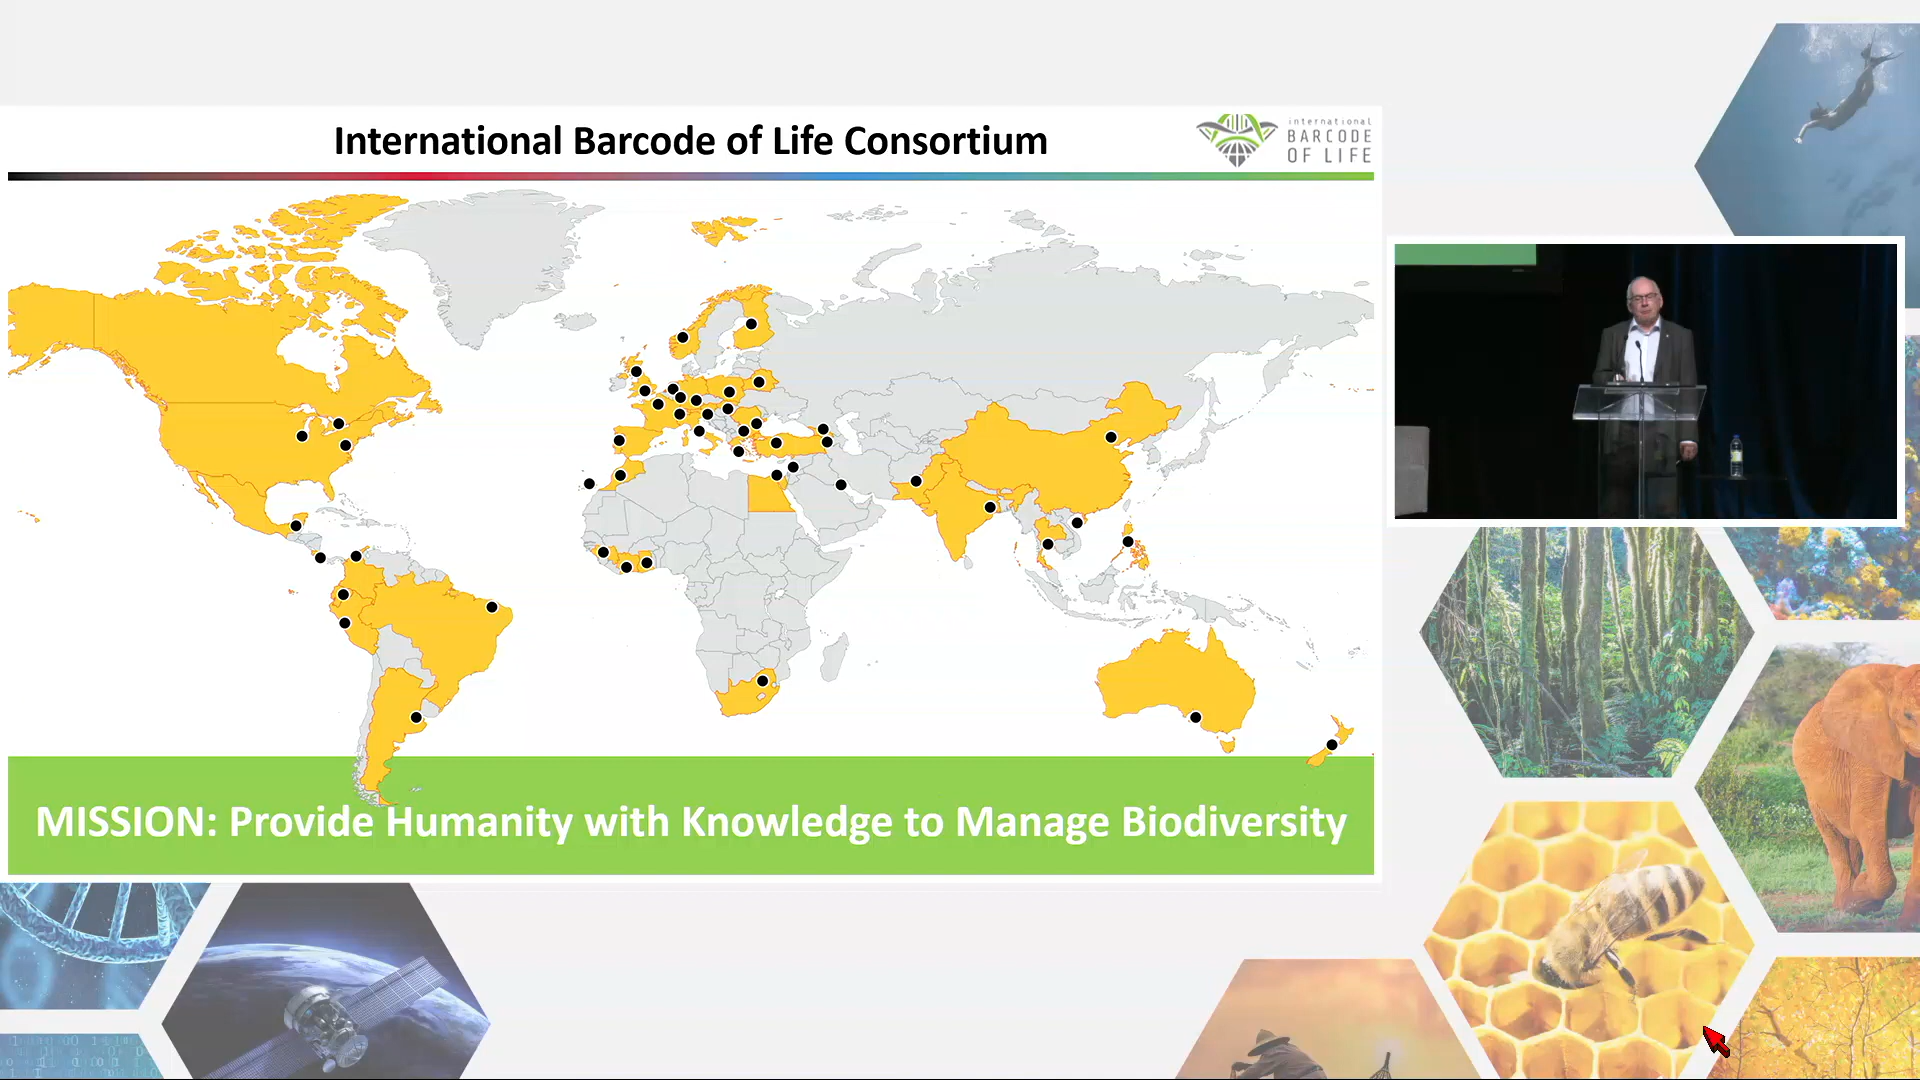 International Barcode of Life Consortium
international
BARCODE
OF LIFE
MISSION: Provide Humanity with Knowledge to Manage Biodiversity